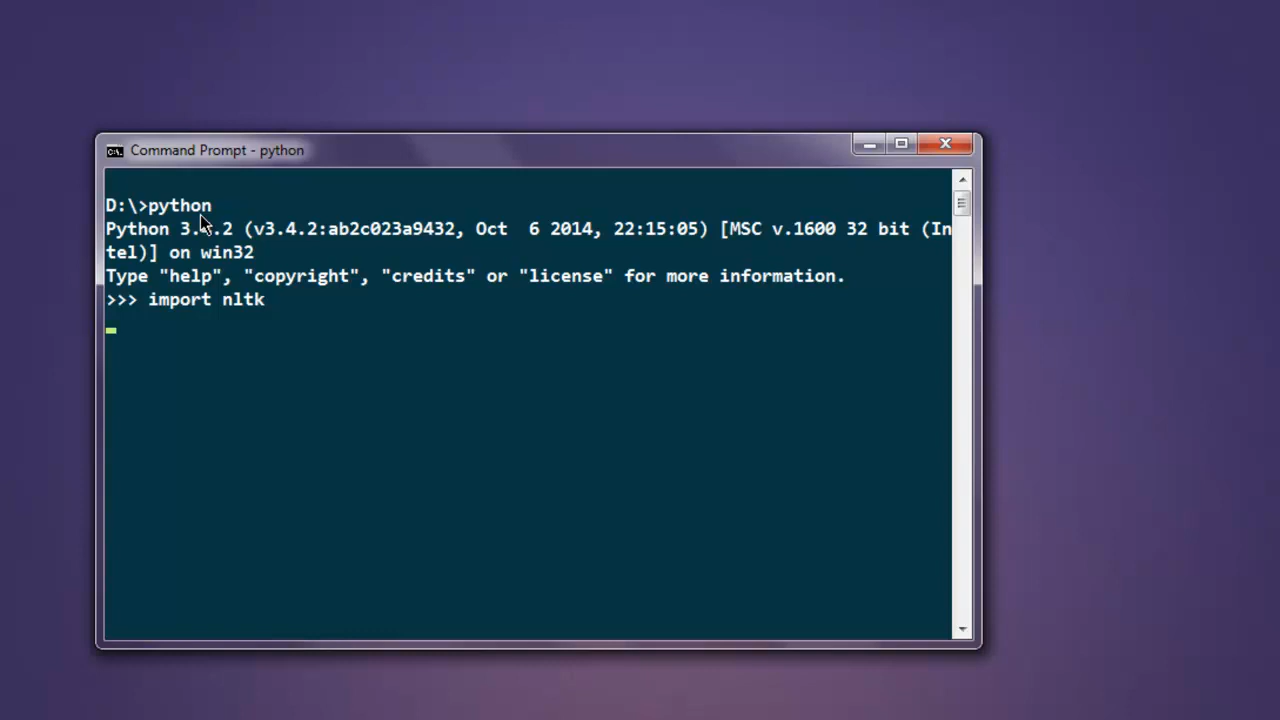 Command Prompt - python
D:\>python
Python 3.4.2 (v3.4.2:ab2c023a9432, Oct  6 2014, 22:15:05) [MSC v.1600 32 bit (In
tel)] on win32
Type "help", "copyright", "credits" or "license" for more information.
>>> import nltk